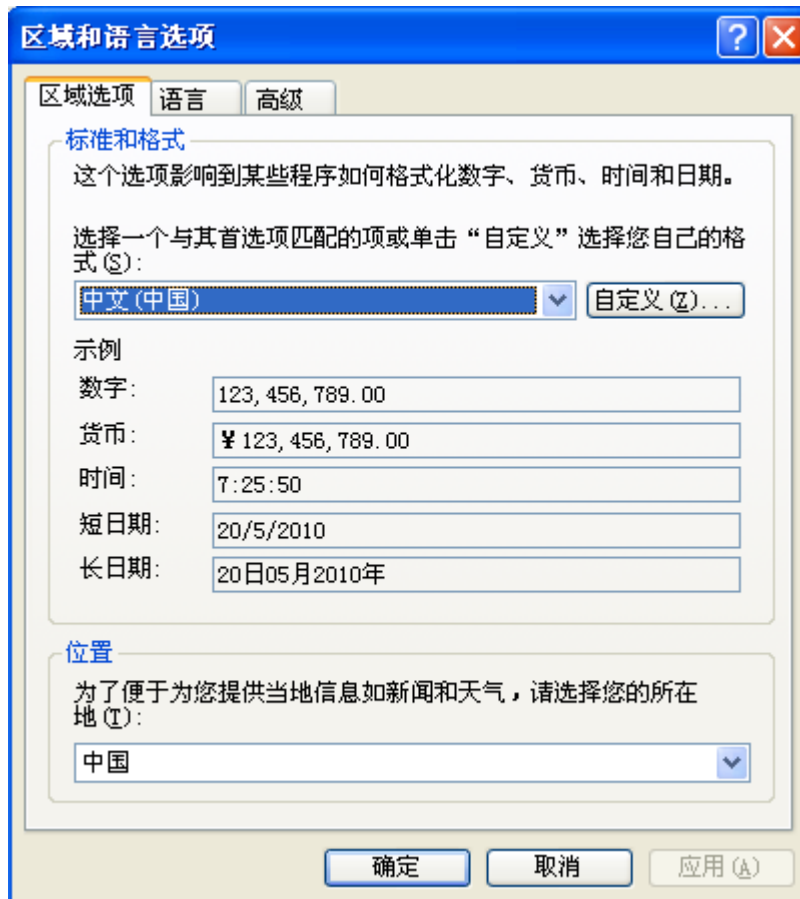 区域和语言选项
区域选项 语言 高级
标准和格式
这个选项影响到某些程序如何格式化数字、货币、时间和日期。
选择一个与其首选项匹配的项或单击“自定义”选择您自己的格
式(S):
中文(中国) 自定义(Z)...
示例
数字: 123,456,789.00
货币: ¥123,456,789.00
时间: 7:25:50
短日期: 20/5/2010
长日期: 20日05月2010年
位置
为了便于为您提供当地信息如新闻和天气，请选择您的所在
地(T):
中国
确定 取消 应用(A)